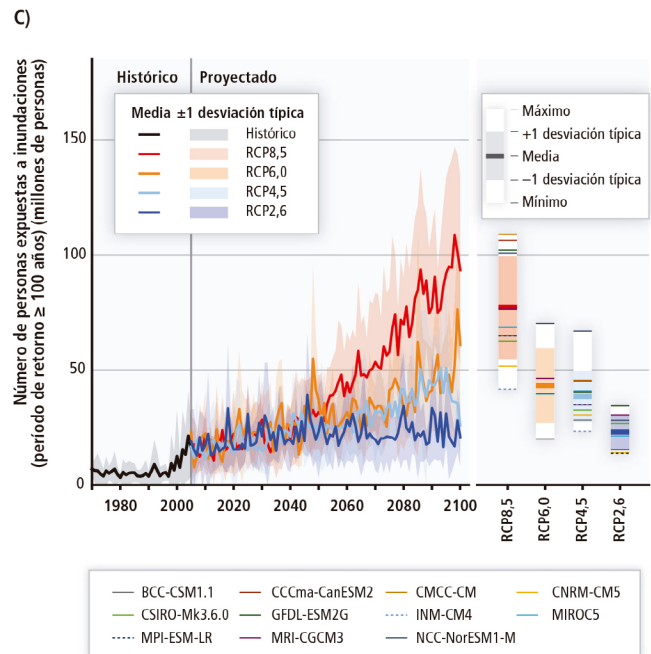 C)
Histórico
Proyectado
Número de personas expuestas a inundaciones
(período de retorno ≥ 100 años) (millones de personas)
150
100
50
0
Media ±1 desviación típica
Histórico
RCP8,5
RCP6,0
RCP4,5
RCP2,6
Máximo
+1 desviación típica
Media
−1 desviación típica
Mínimo
1980 2000 2020 2040 2060 2080 2100
RCP8,5
RCP6,0
RCP4,5
RCP2,6
BCC-CSM1.1 CCCma-CanESM2 CMCC-CM CNRM-CM5
CSIRO-Mk3.6.0 GFDL-ESM2G INM-CM4 MIROC5
MPI-ESM-LR MRI-CGCM3 NCC-NorESM1-M